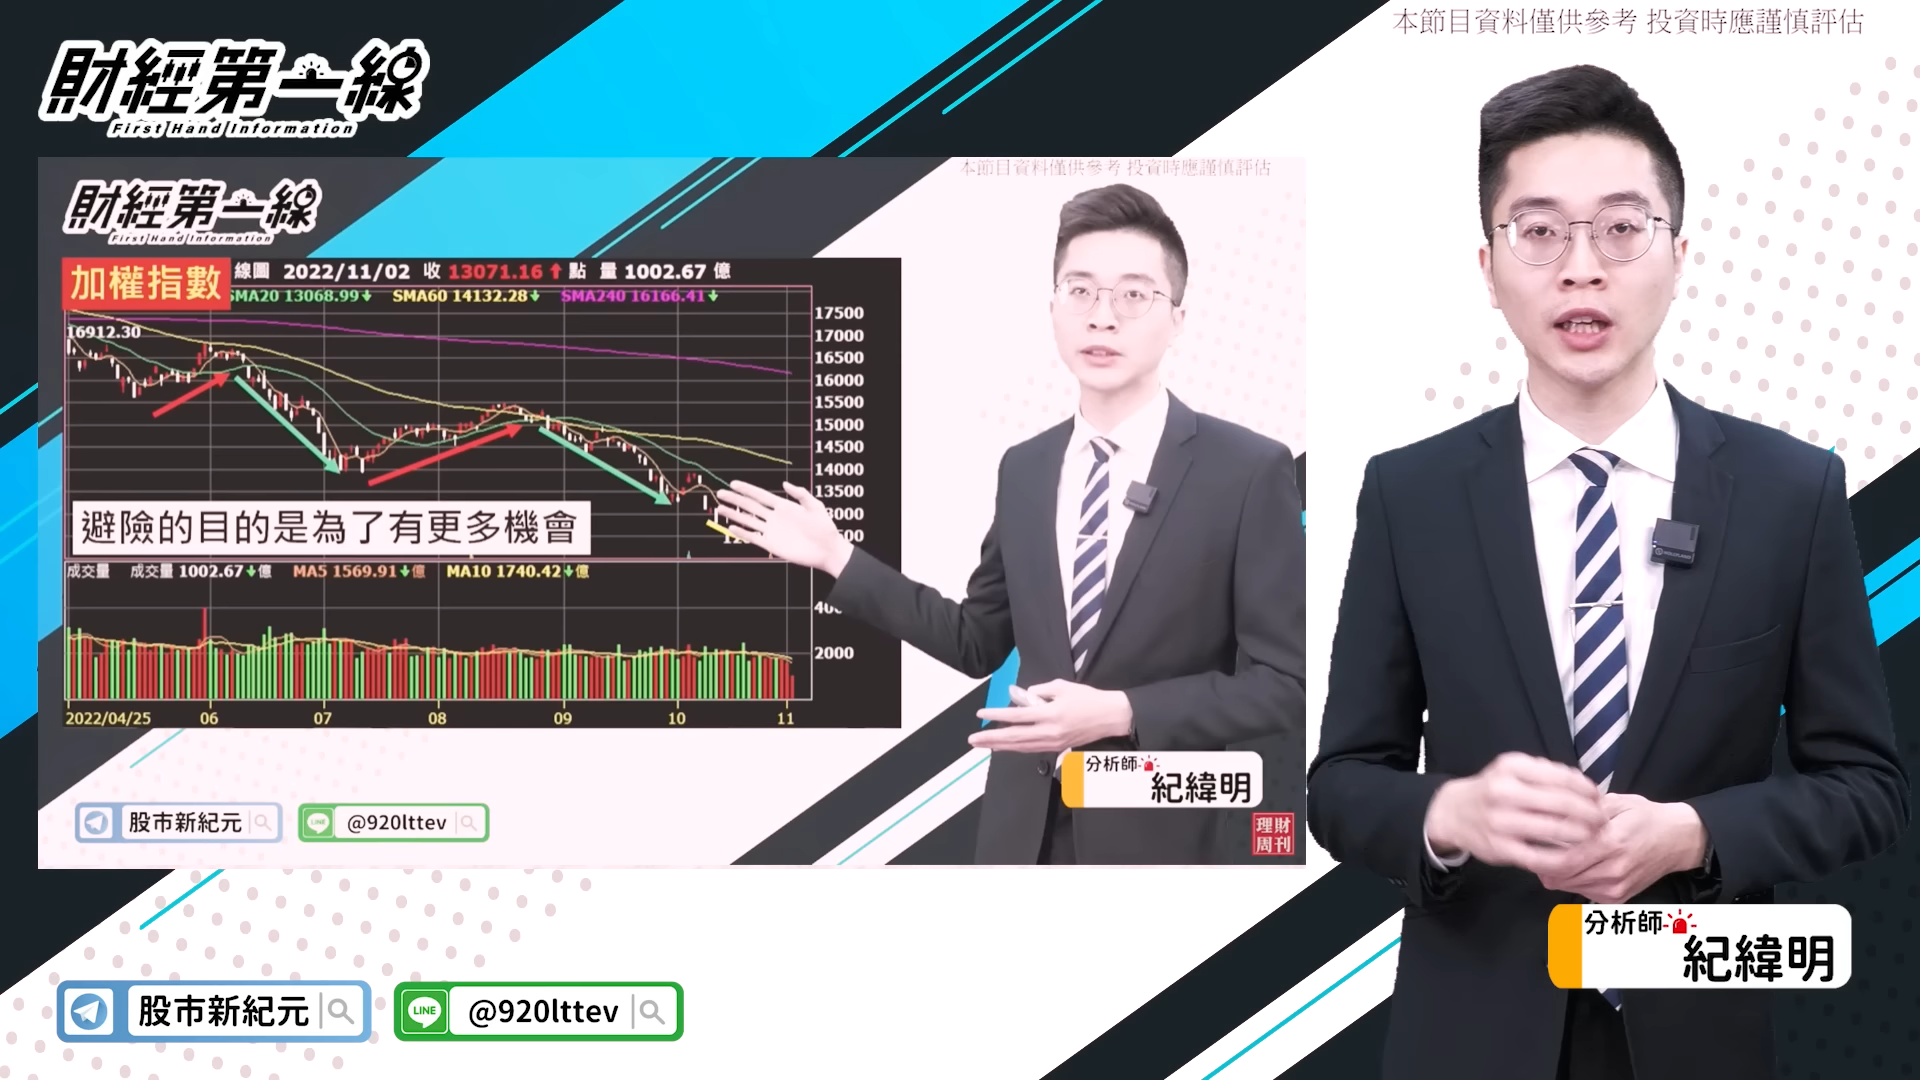 本節目資料僅供參考 投資時應謹慎評估
財經第一線
First Hand Information
本節目資料僅供參考 投資時應謹慎評估
財經第一線
First Hand Information
加權指數
線圖 2022/11/02 收 13071.16 ↑ 點 量 1002.67 億
SMA20 13068.99↓ SMA60 14132.28↓ SMA240 16166.41↓
16912.30
17500
17000
16500
16000
15500
15000
14500
14000
13500
3000
00
避險的目的是為了有更多機會
成交量 成交量 1002.67↓億 MA5 1569.91↓億 MA10 1740.42↓億
2000
2022/04/25 06 07 08 09 10 11
分析師
紀緯明
理財
周刊
股市新紀元
LINE
@920lttev
分析師
紀緯明
股市新紀元
LINE
@920lttev